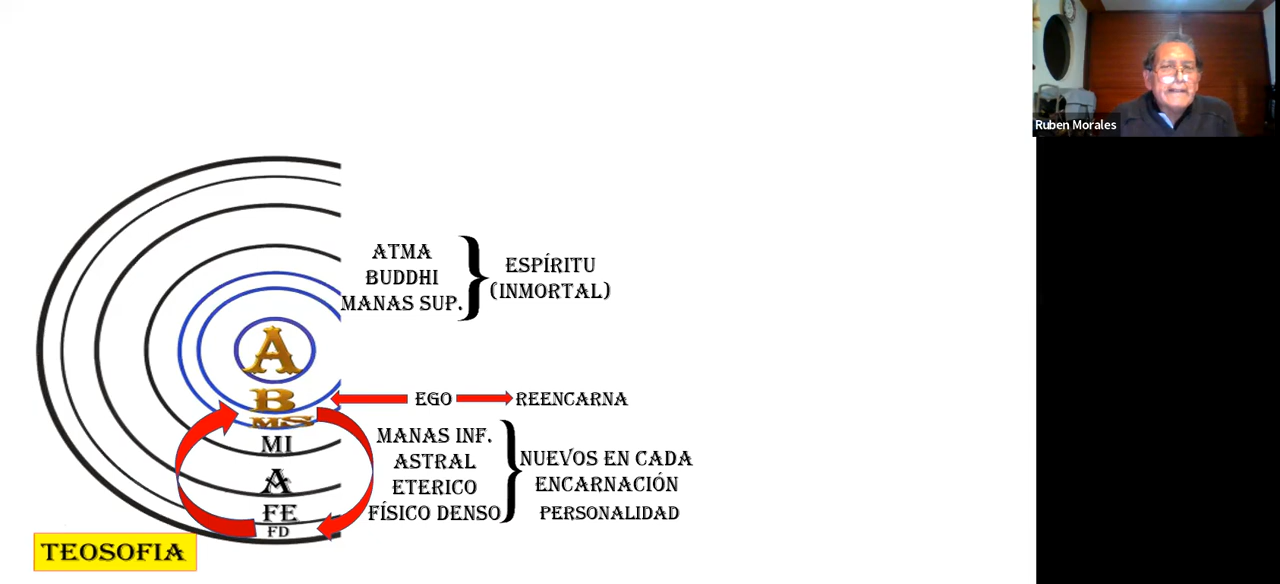 Ruben Morales
ATMA
BUDDHI
MANAS SUP.
ESPÍRITU
(INMORTAL)
A
B
MS
MI
A
FE
FD
EGO
REENCARNA
MANAS INF.
ASTRAL
ETERICO
FÍSICO DENSO
NUEVOS EN CADA
ENCARNACIÓN
PERSONALIDAD
TEOSOFIA